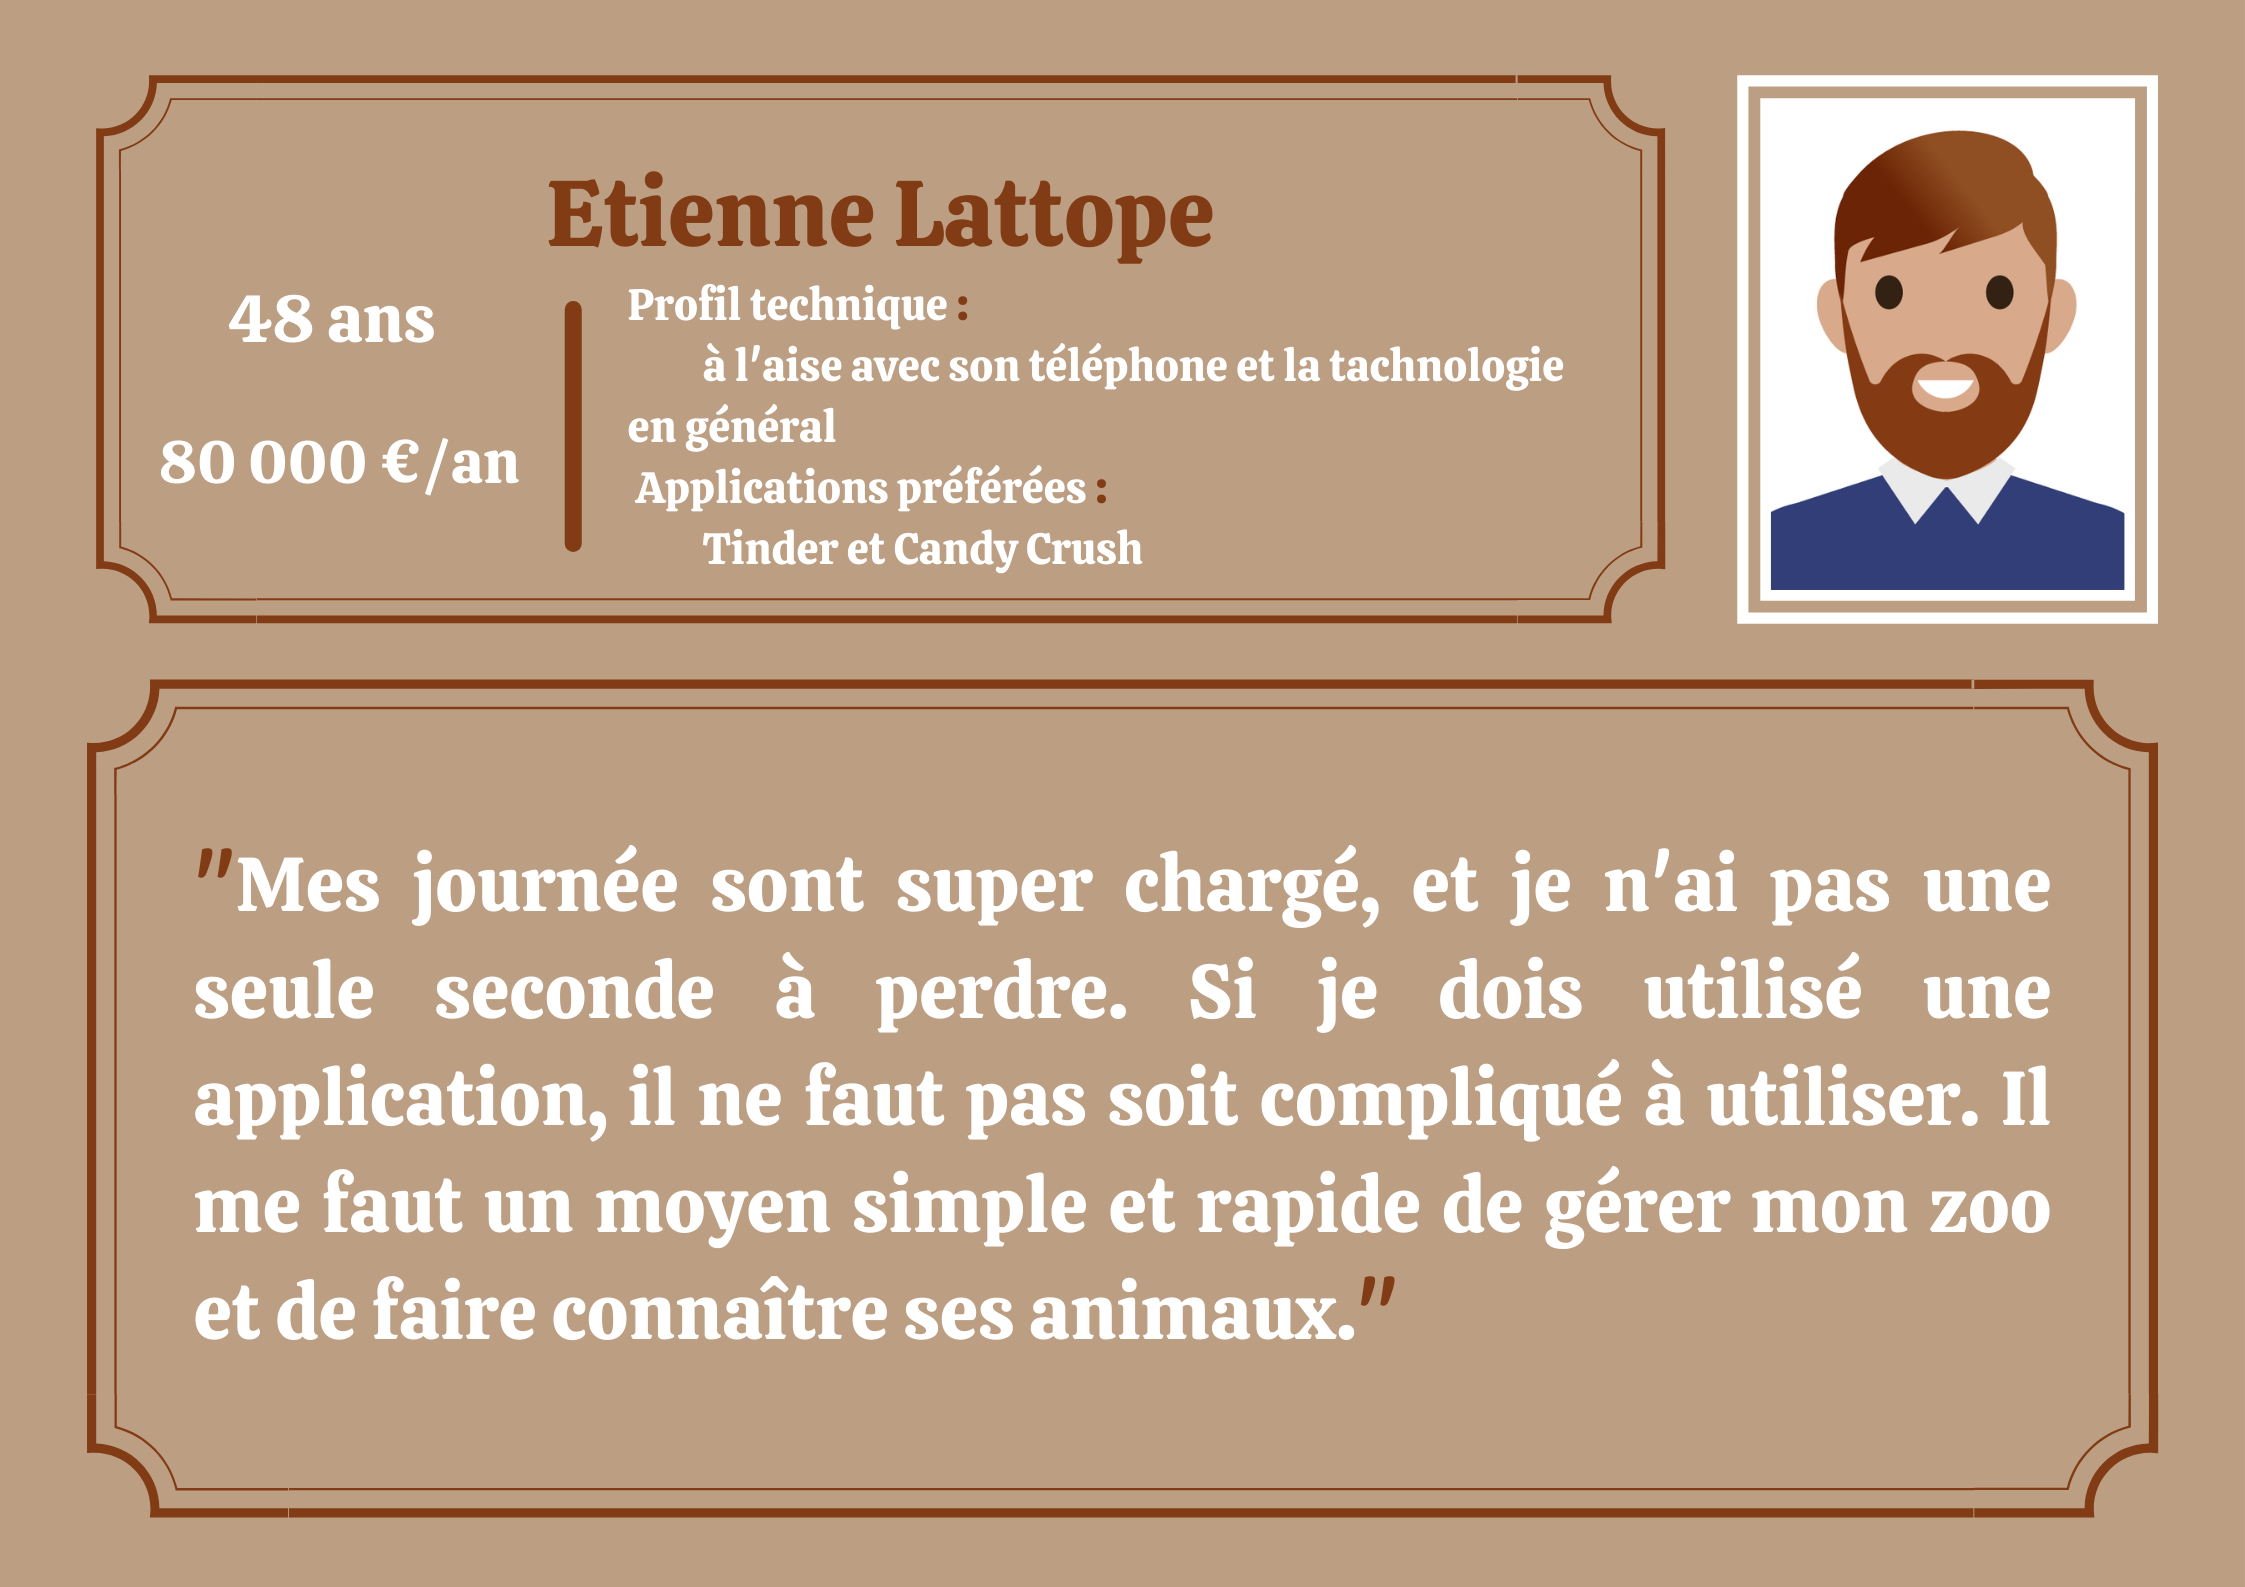 Etienne Lattope
48 ans
80 000 €/an
Profil technique :
à l'aise avec son téléphone et la tachnologie
en général
Applications préférées :
Tinder et Candy Crush
"Mes journée sont super chargé, et je n'ai pas une
seule seconde à perdre. Si je dois utilisé une
application, il ne faut pas soit compliqué à utiliser. Il
me faut un moyen simple et rapide de gérer mon zoo
et de faire connaître ses animaux."